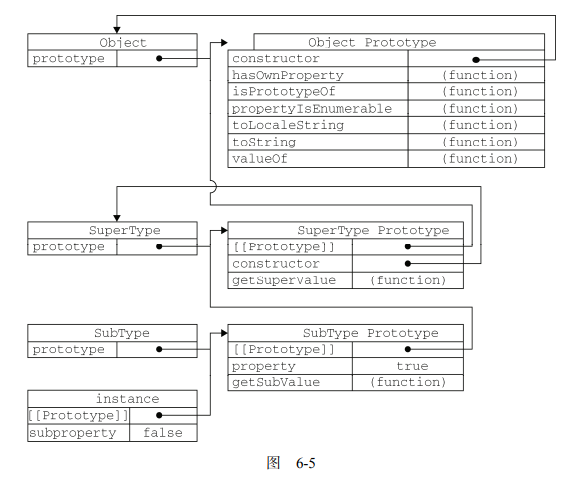 Object
prototype
Object Prototype
constructor
hasOwnProperty (function)
isPrototypeOf (function)
propertyIsEnumerable (function)
toLocaleString (function)
toString (function)
valueOf (function)
SuperType
prototype
SuperType Prototype
[[Prototype]]
constructor
getSuperValue (function)
SubType
prototype
SubType Prototype
[[Prototype]]
property true
getSubValue (function)
instance
[[Prototype]]
subproperty false
图 6-5